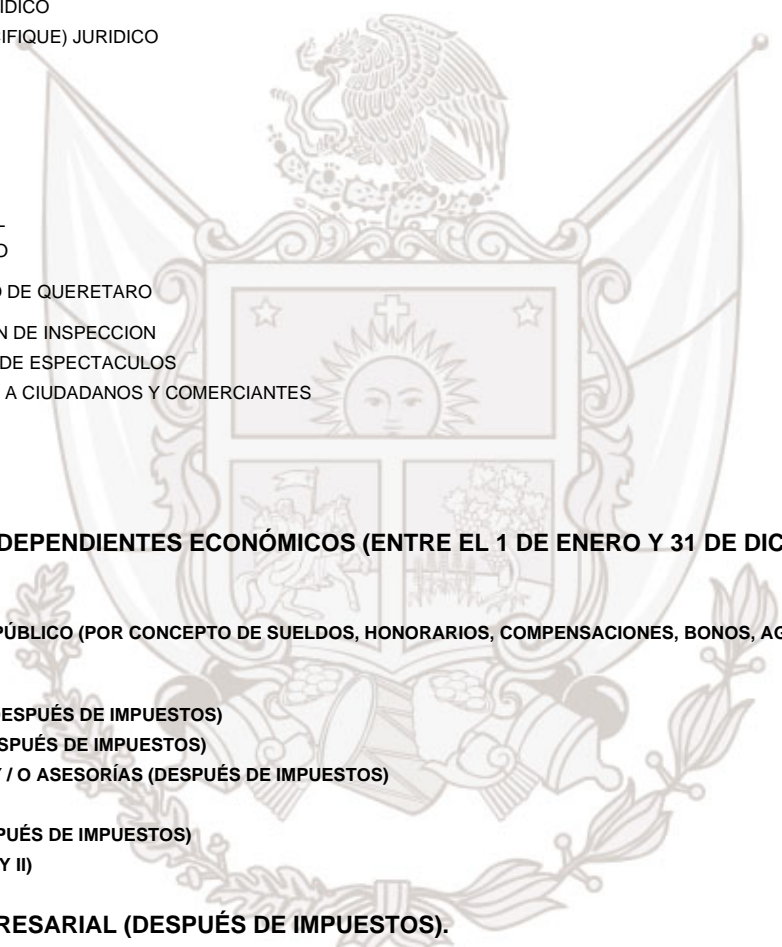 IDICO
IFIQUE) JURIDICO
O
O DE QUERETARO
N DE INSPECCION
DE ESPECTACULOS
A CIUDADANOS Y COMERCIANTES
DEPENDIENTES ECONÓMICOS (ENTRE EL 1 DE ENERO Y 31 DE DIC
PÚBLICO (POR CONCEPTO DE SUELDOS, HONORARIOS, COMPENSACIONES, BONOS, AG
DESPUÉS DE IMPUESTOS)
SPUÉS DE IMPUESTOS)
Y / O ASESORÍAS (DESPUÉS DE IMPUESTOS)
PUÉS DE IMPUESTOS)
Y II)
RESARIAL (DESPUÉS DE IMPUESTOS).